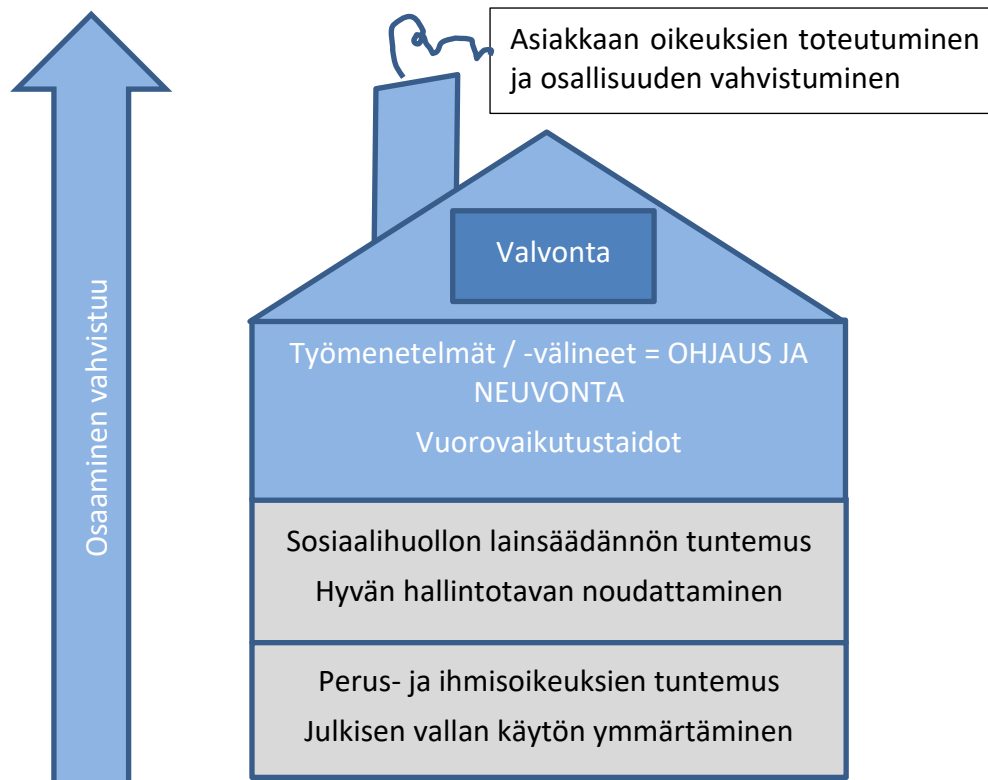 Asiakkaan oikeuksien toteutuminen
ja osallisuuden vahvistuminen
Valvonta
Työmenetelmät / -välineet = OHJAUS JA
NEUVONTA
Vuorovaikutustaidot
Osaaminen vahvistuu
Sosiaalihuollon lainsäädännön tuntemus
Hyvän hallintotavan noudattaminen
Perus- ja ihmisoikeuksien tuntemus
Julkisen vallan käytön ymmärtäminen